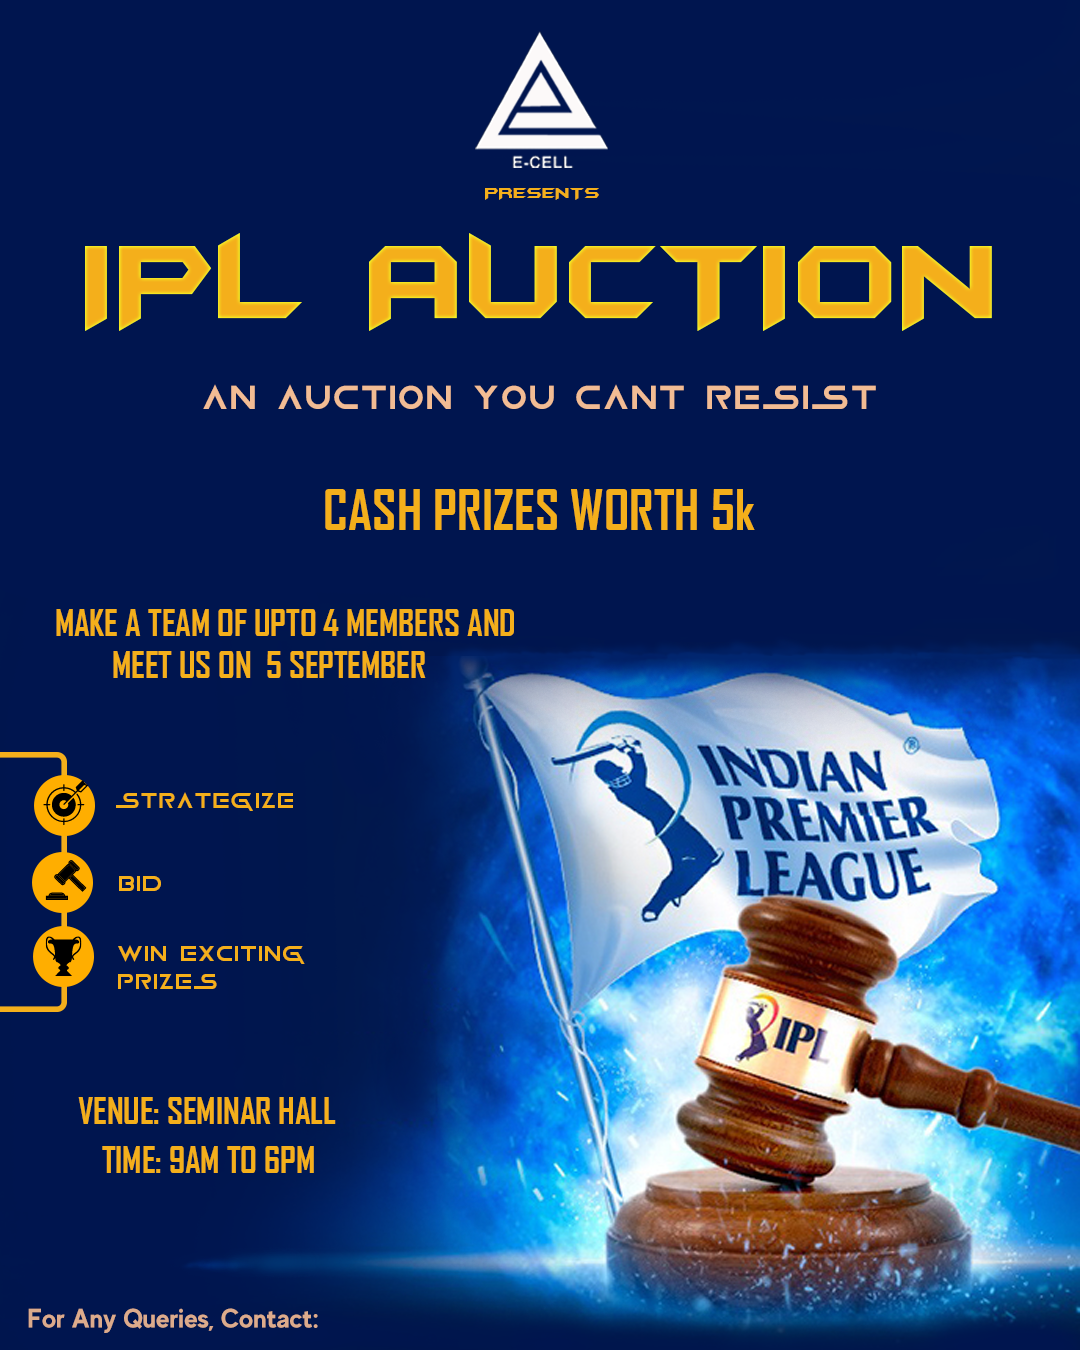 E-CELL
PRESENTS
IPL AUCTION
AN AUCTION YOU CANT RESIST
CASH PRIZES WORTH 5k
MAKE A TEAM OF UPTO 4 MEMBERS AND
MEET US ON 5 SEPTEMBER
INDIAN ®
PREMIER
LEAGUE
STRATEGIZE
BID
WIN EXCITING
PRIZES
IPL
VENUE: SEMINAR HALL
TIME: 9AM TO 6PM
For Any Queries, Contact: